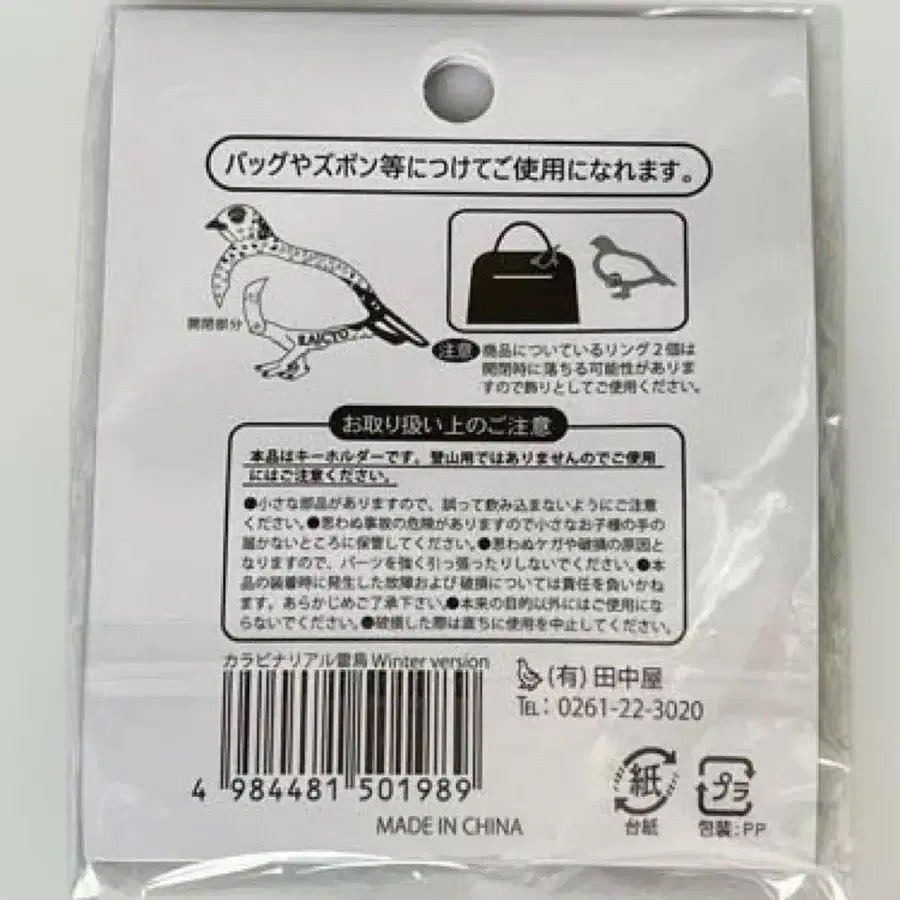 バッグやズボン等につけてご使用になれます。
開閉部分
RAICYO
注意 商品についているリング2個は
開閉時に落ちる可能性がありま
すので飾りとしてご使用ください。
お取り扱い上のご注意
本品はキーホルダーです。登山用ではありませんのでご使用
にはご注意ください。
●小さな部品がありますので、誤って飲み込まないようにご注意
ください。●思わぬ事故の危険がありますので小さなお子様の手の
届かないところに保管してください。●思わぬケガや破損の原因と
なりますので、パーツを強く引っ張ったりしないでください。●本
品の装着時に発生した故障および破損については責任を負いかね
ます。あらかじめご了承下さい。●本来の目的以外にはご使用にな
らないでください。●破損した際は直ちに使用を中止してください。
カラビナリアル雷鳥 Winter version
(有)田中屋
TEL: 0261-22-3020
4 984481 501989
MADE IN CHINA
紙
台紙
プラ
包装:PP